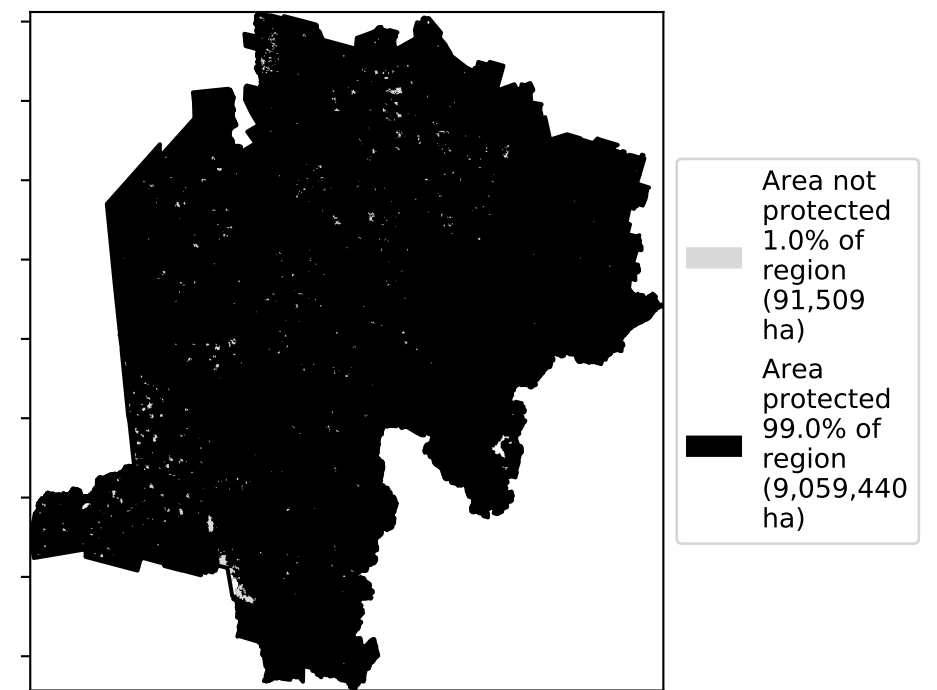 Area not
protected
1.0% of
region
(91,509
ha)
Area
protected
99.0% of
region
(9,059,440
ha)